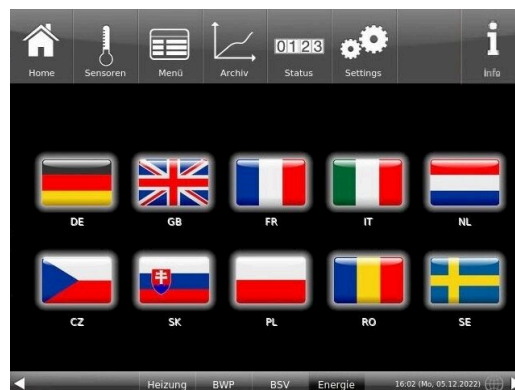 0123
Home Sensoren Menü Archiv Status Settings Info
DE GB FR IT NL
CZ SK PL RO SE
Heizung BWP BSV Energie 16:02 (Mo, 05.12.2022)